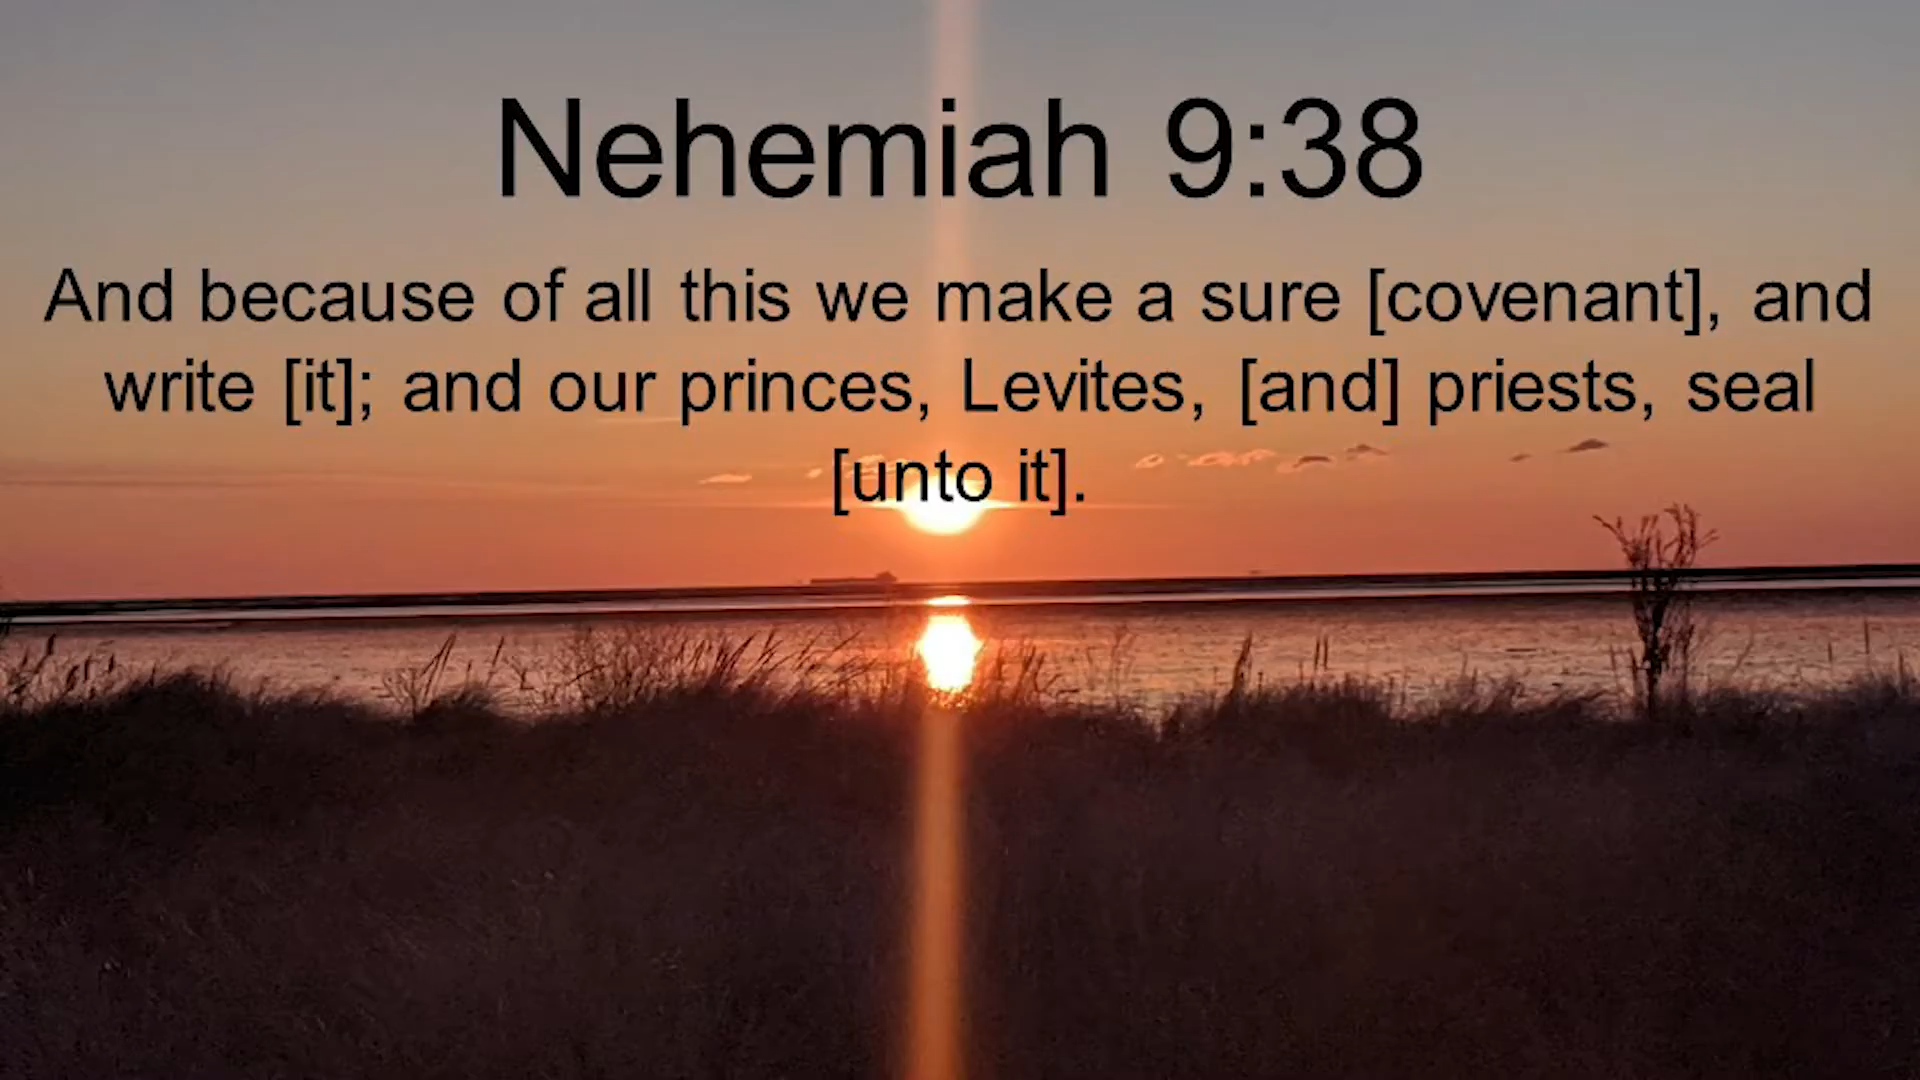 Nehemiah 9:38
And because of all this we make a sure [covenant], and
write [it]; and our princes, Levites, [and] priests, seal
[unto it].